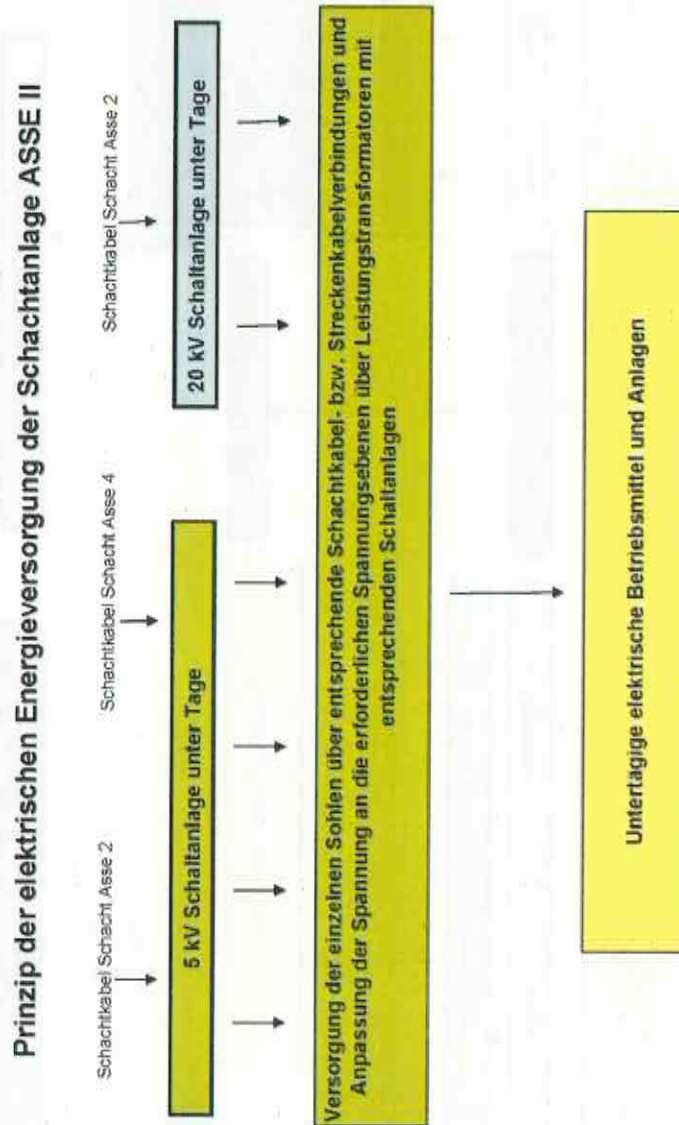 Prinzip der elektrischen Energieversorgung der Schachtanlage ASSE II
Schachtkabel Schacht Asse 2
Schachtkabel Schacht Asse 4
Schachtkabel Schacht Asse 2
5 kV Schaltanlage unter Tage
20 kV Schaltanlage unter Tage
Versorgung der einzelnen Sohlen über entsprechende Schachtkabel- bzw. Streckenkabelverbindungen und
Anpassung der Spannung an die erforderlichen Spannungsebenen über Leistungstransformatoren mit
entsprechenden Schaltanlagen
Untertägige elektrische Betriebsmittel und Anlagen